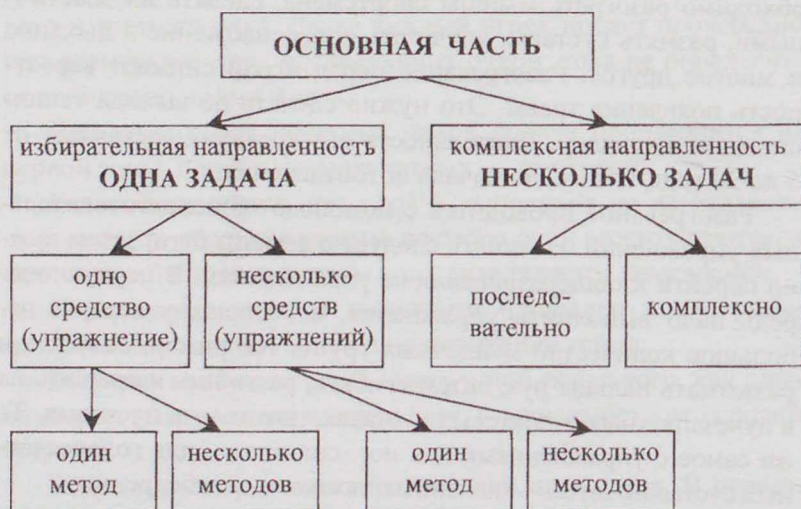 ОСНОВНАЯ ЧАСТЬ
избирательная направленность
ОДНА ЗАДАЧА
комплексная направленность
НЕСКОЛЬКО ЗАДАЧ
одно
средство
(упражнение)
несколько
средств
(упражнений)
последо-
вательно
комплексно
один
метод
несколько
методов
один
метод
несколько
методов